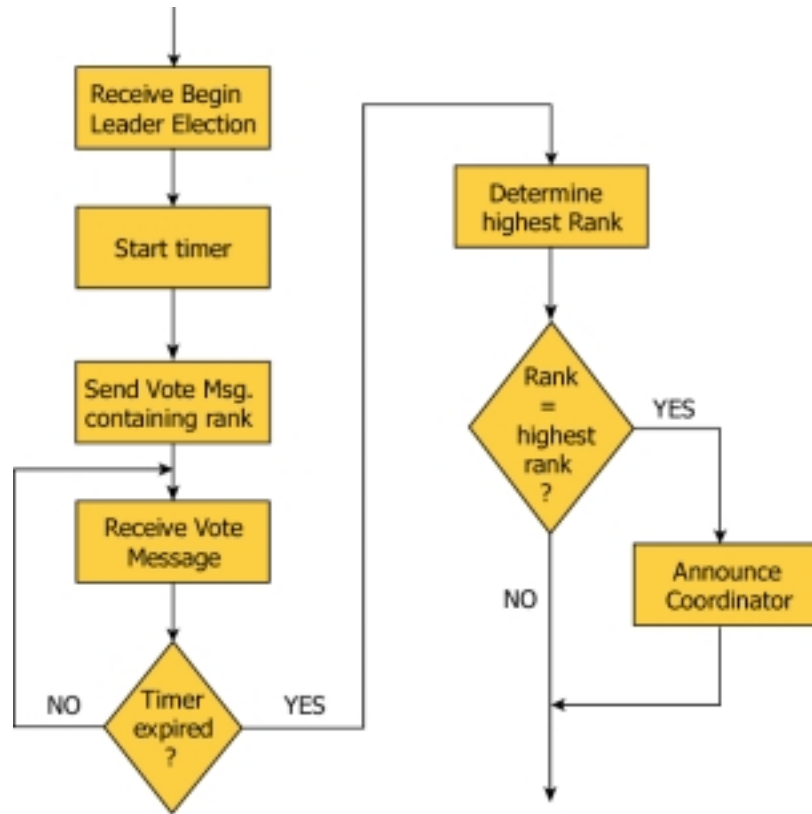 Receive Begin
Leader Election
Start timer
Send Vote Msg.
containing rank
Receive Vote
Message
NO
Timer
expired
?
YES
Determine
highest Rank
Rank
=
highest
rank
?
YES
NO
Announce
Coordinator